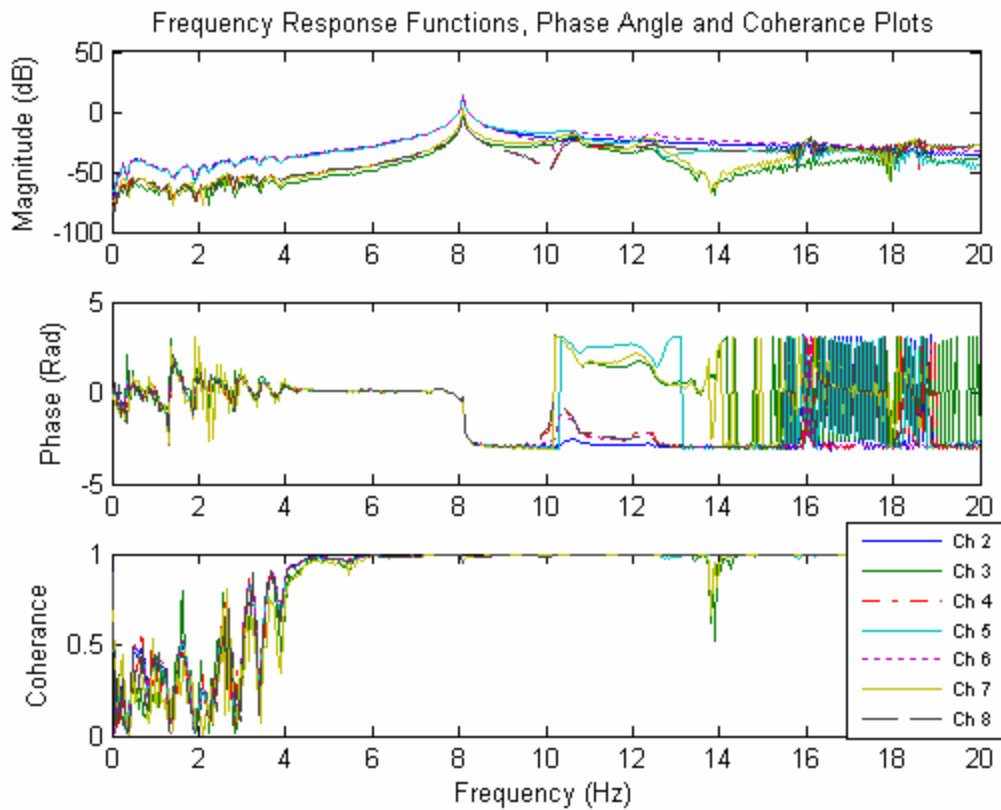 Frequency Response Functions, Phase Angle and Coherance Plots
Magnitude (dB)
50
0
-50
-100
0 2 4 6 8 10 12 14 16 18 20
Phase (Rad)
5
0
-5
0 2 4 6 8 10 12 14 16 18 20
Coherance
1
0.5
0
0 2 4 6 8 10 12 14 16 18 20
Frequency (Hz)
Ch 2
Ch 3
Ch 4
Ch 5
Ch 6
Ch 7
Ch 8